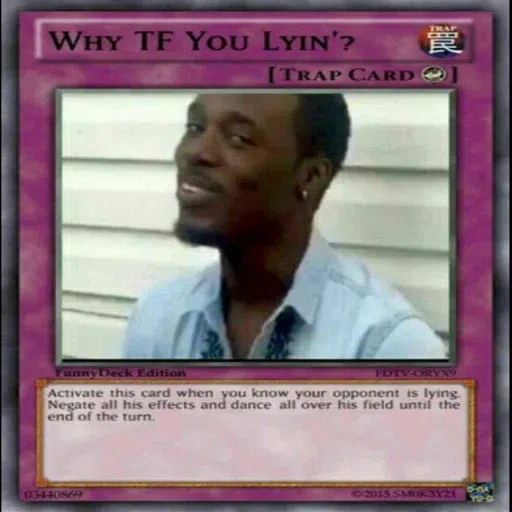 WHY TF YOU LYIN'?
TRAP
罠
[TRAP CARD]
FunnyDeck Edition
FDTV-ORYX9
Activate this card when you know your opponent is lying.
Negate all his effects and dance all over his field until the
end of the turn.
03440869
©2015 SM0K3Y21